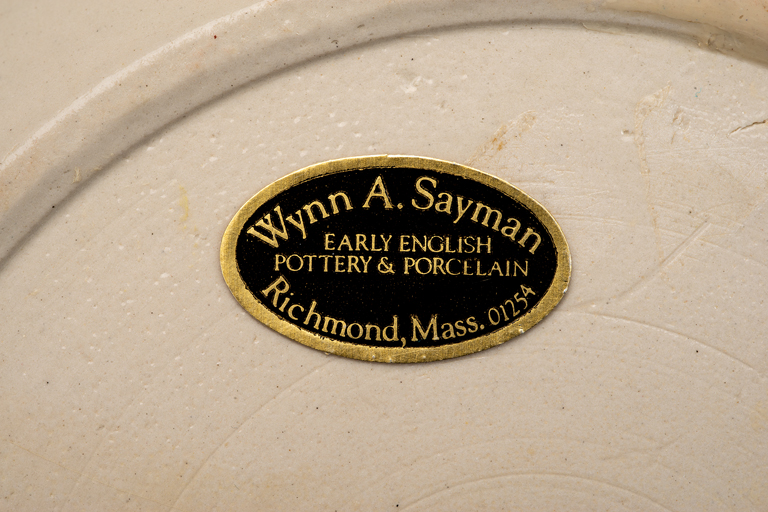 Wynn A. Sayman
EARLY ENGLISH
POTTERY & PORCELAIN
Richmond, Mass. 01254